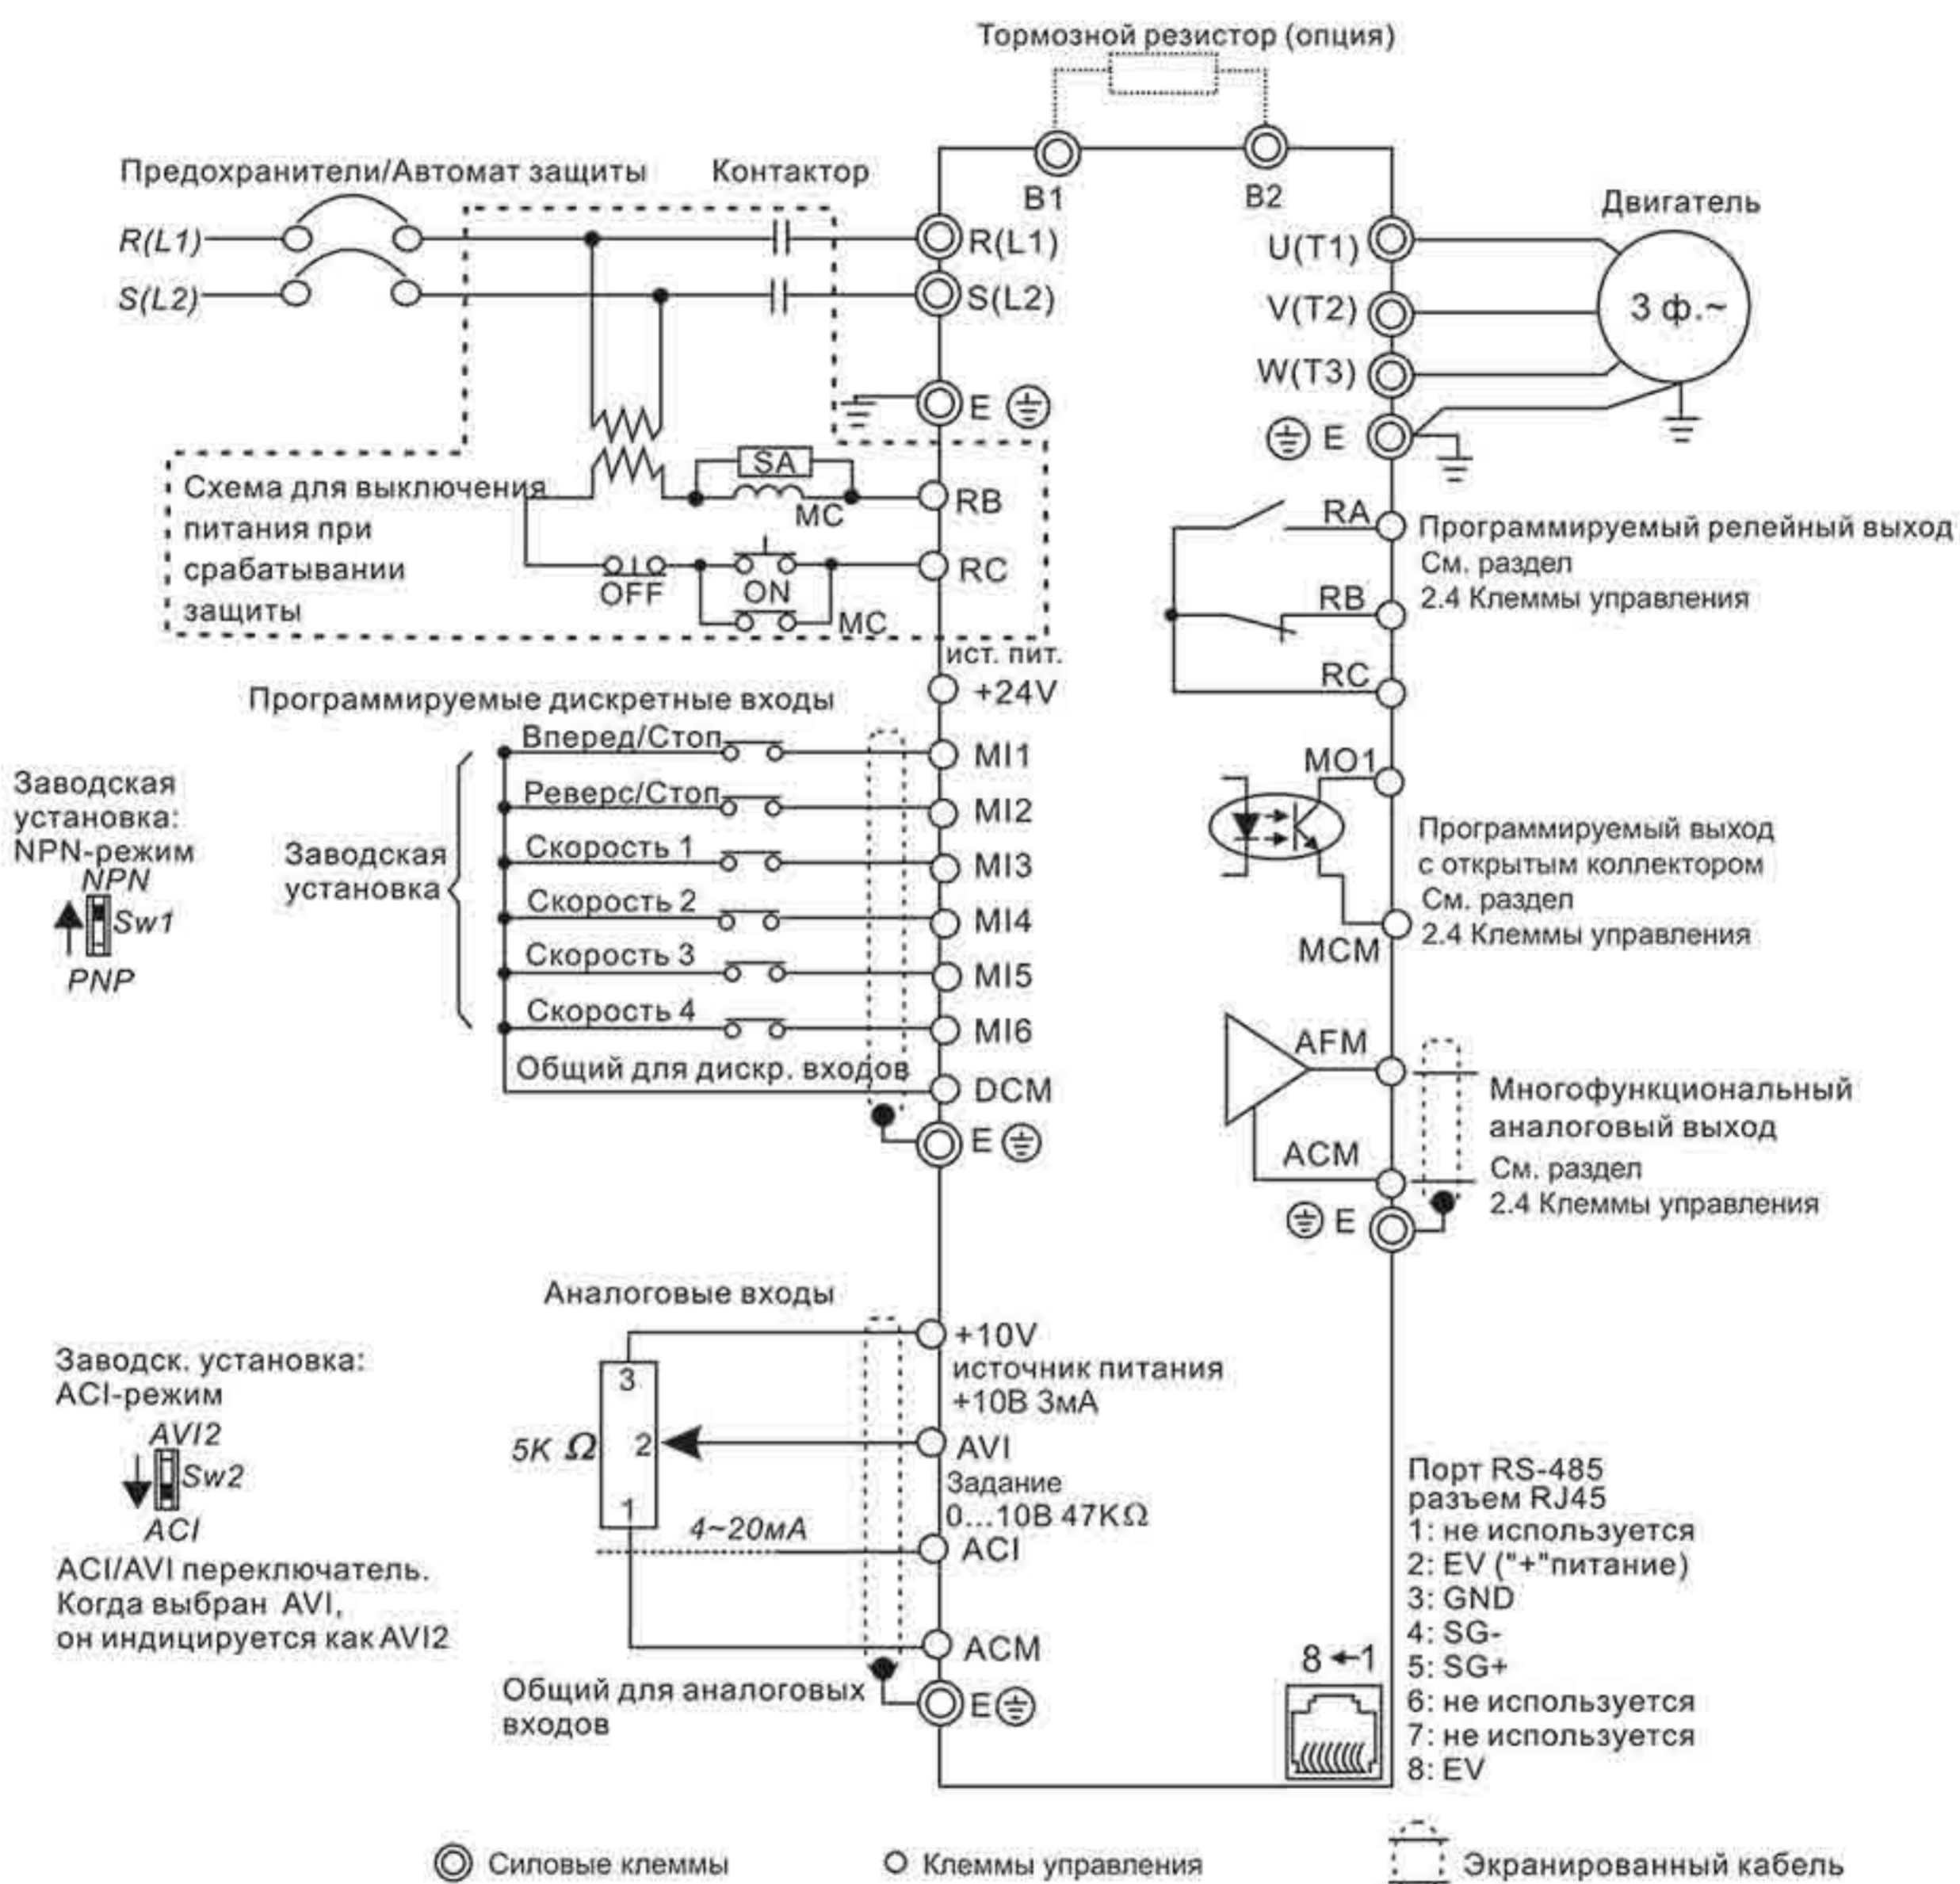 Тормозной резистор (опция)
B1
B2
Предохранители/Автомат защиты
Контактор
R(L1)
S(L2)
R(L1)
S(L2)
E
Двигатель
U(T1)
V(T2)
W(T3)
3 ф.~
E
Схема для выключения
питания при
срабатывании
защиты
SA
MC
RB
OFF
ON
RC
MC
RA
RB
RC
Программируемый релейный выход
См. раздел
2.4 Клеммы управления
ист. пит.
+24V
Программируемые дискретные входы
Заводская
установка:
NPN-режим
NPN
Sw1
PNP
Заводская
установка
Вперед/Стоп
MI1
Реверс/Стоп
MI2
Скорость 1
MI3
Скорость 2
MI4
Скорость 3
MI5
Скорость 4
MI6
Общий для дискр. входов
DCM
E
MO1
MCM
Программируемый выход
с открытым коллектором
См. раздел
2.4 Клеммы управления
AFM
ACM
E
Многофункциональный
аналоговый выход
См. раздел
2.4 Клеммы управления
Аналоговые входы
Заводск. установка:
ACI-режим
AVI2
Sw2
ACI
ACI/AVI переключатель.
Когда выбран AVI,
он индицируется как AVI2
3
5K Ω
2
1
4~20мА
+10V
источник питания
+10В 3мА
AVI
Задание
0...10В 47KΩ
ACI
ACM
Общий для аналоговых
входов
E
Порт RS-485
разъем RJ45
1: не используется
2: EV ("+"питание)
3: GND
4: SG-
5: SG+
6: не используется
7: не используется
8: EV
8←1
Силовые клеммы
Клеммы управления
Экранированный кабель